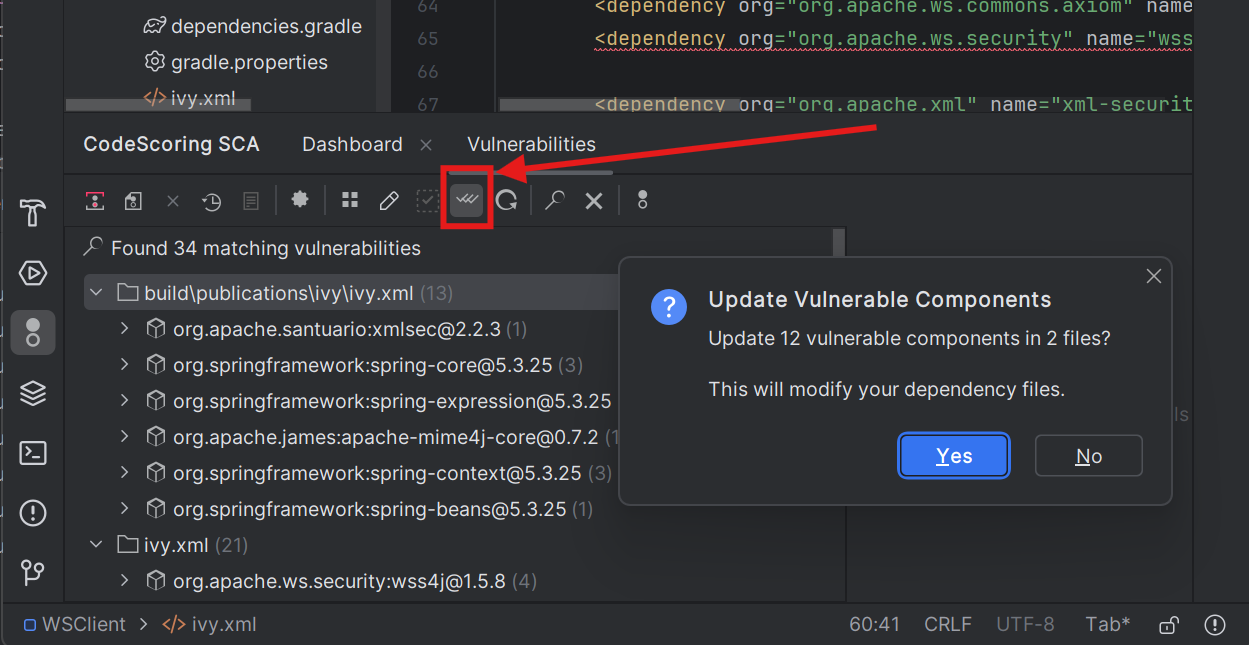 dependencies.gradle
gradle.properties
ivy.xml
64 <dependency org="org.apache.ws.commons.axiom" name
65 <dependency org="org.apache.ws.security" name="wss
66
67 <dependency org="org.apache.xml" name="xml-securit
CodeScoring SCA Dashboard Vulnerabilities
Found 34 matching vulnerabilities
build\publications\ivy\ivy.xml (13)
org.apache.santuario:xmlsec@2.2.3 (1)
org.springframework:spring-core@5.3.25 (3)
org.springframework:spring-expression@5.3.25
org.apache.james:apache-mime4j-core@0.7.2 (1
org.springframework:spring-context@5.3.25 (3)
org.springframework:spring-beans@5.3.25 (1)
ivy.xml (21)
org.apache.ws.security:wss4j@1.5.8 (4)
Update Vulnerable Components
Update 12 vulnerable components in 2 files?
This will modify your dependency files.
Yes No
ls
WSClient > ivy.xml 60:41 CRLF UTF-8 Tab*